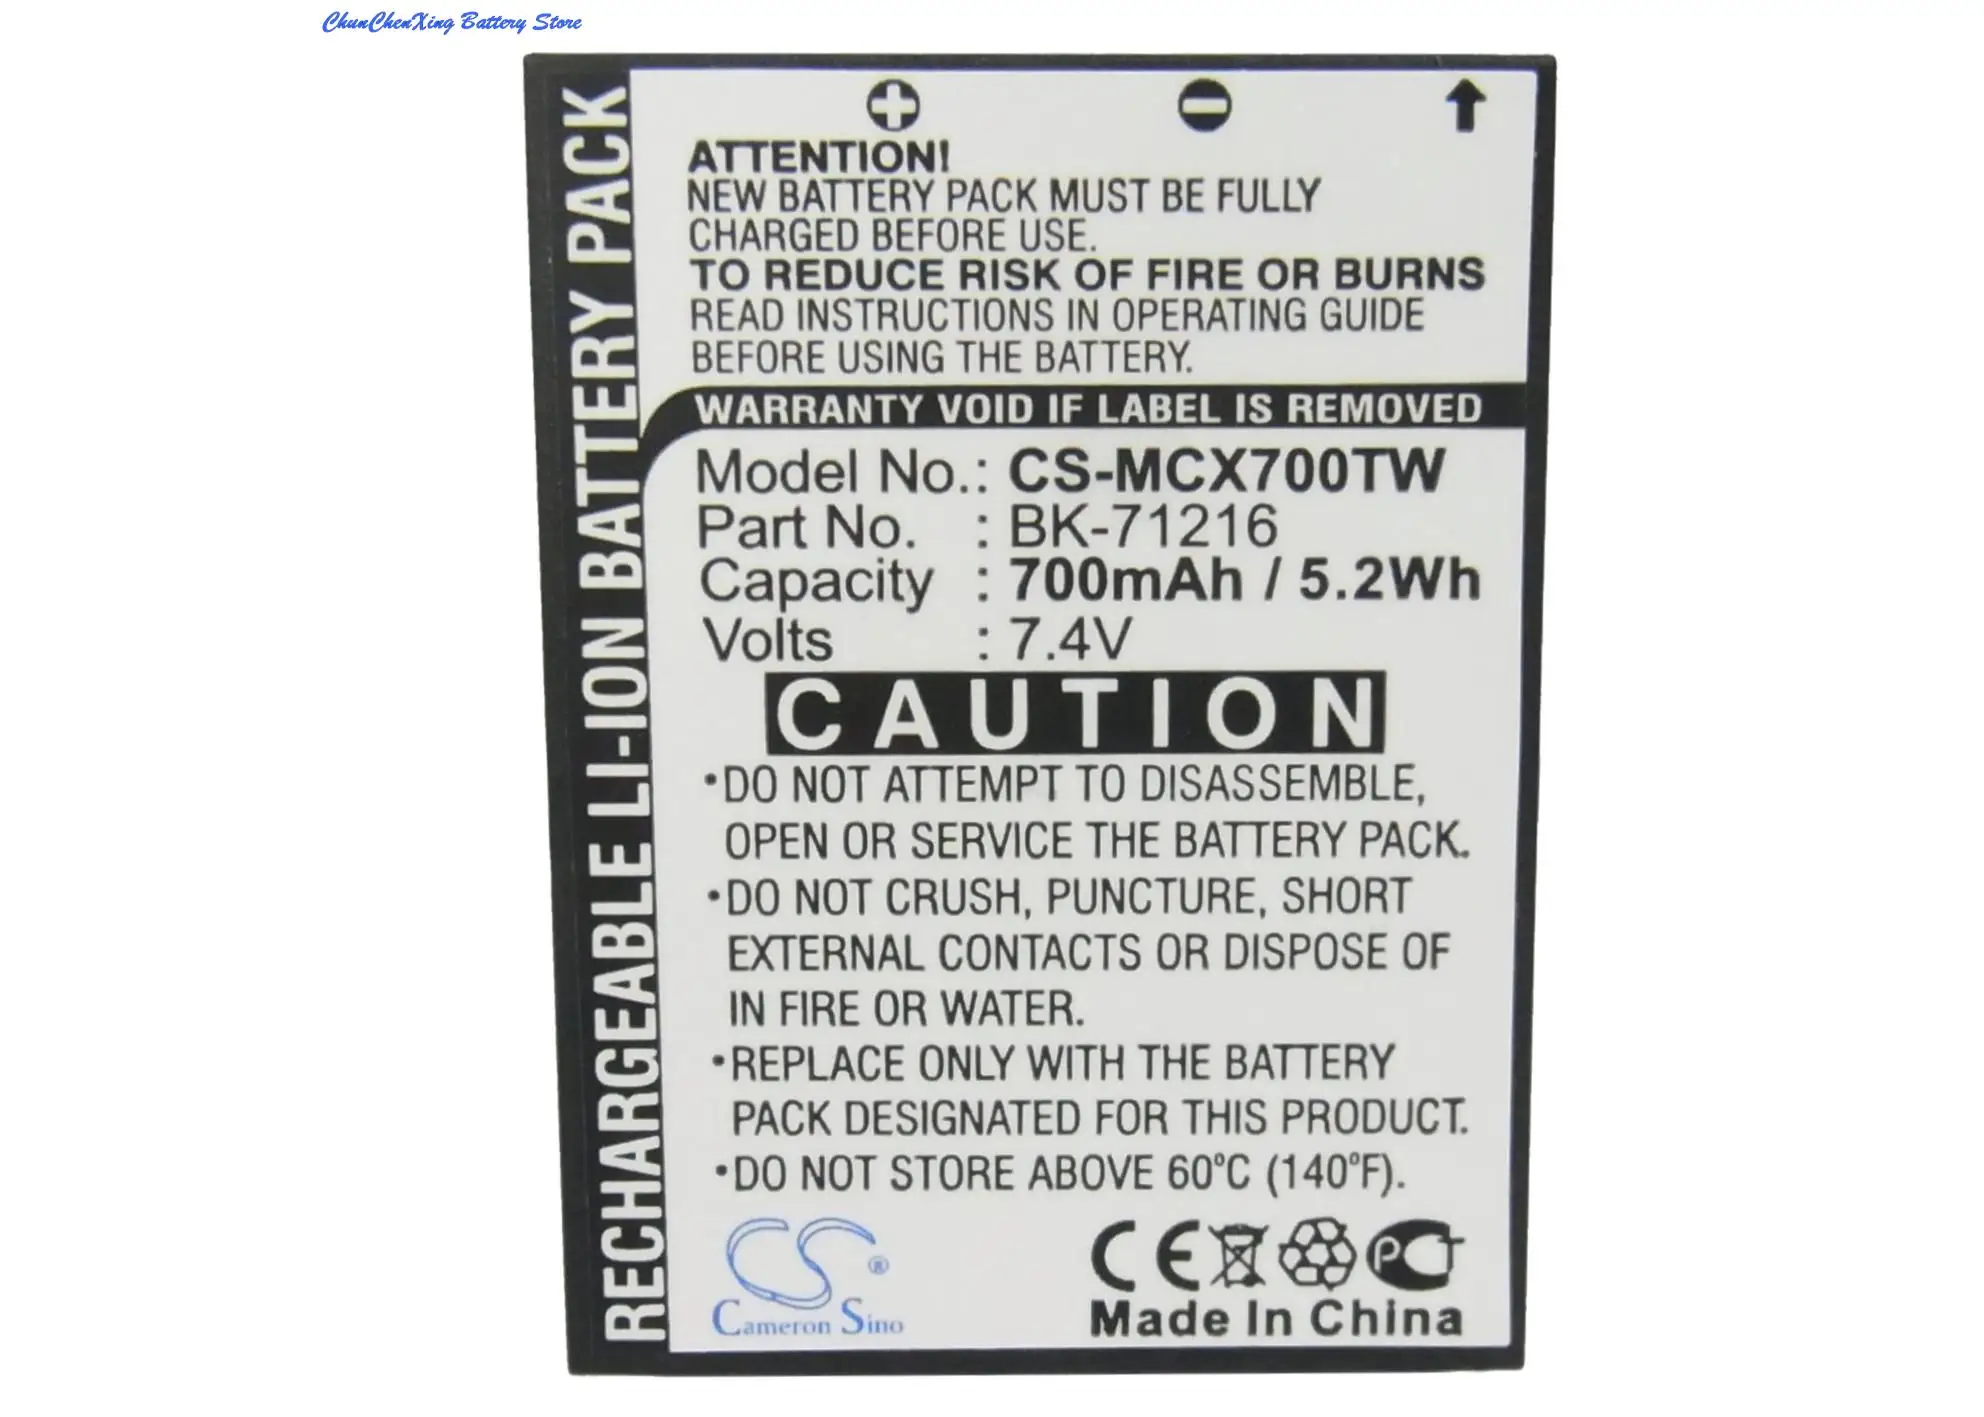 ChunChenXing Battery Store
RECHARGEABLE LI-ION BATTERY PACK
ATTENTION!
NEW BATTERY PACK MUST BE FULLY
CHARGED BEFORE USE.
TO REDUCE RISK OF FIRE OR BURNS
READ INSTRUCTIONS IN OPERATING GUIDE
BEFORE USING THE BATTERY.
WARRANTY VOID IF LABEL IS REMOVED
Model No.: CS-MCX700TW
Part No. : BK-71216
Capacity : 700mAh / 5.2Wh
Volts : 7.4V
CAUTION
•DO NOT ATTEMPT TO DISASSEMBLE,
OPEN OR SERVICE THE BATTERY PACK.
•DO NOT CRUSH, PUNCTURE, SHORT
EXTERNAL CONTACTS OR DISPOSE OF
IN FIRE OR WATER.
•REPLACE ONLY WITH THE BATTERY
PACK DESIGNATED FOR THIS PRODUCT.
•DO NOT STORE ABOVE 60°C (140°F).
CS®
Cameron Sino
CE PCT
Made In China